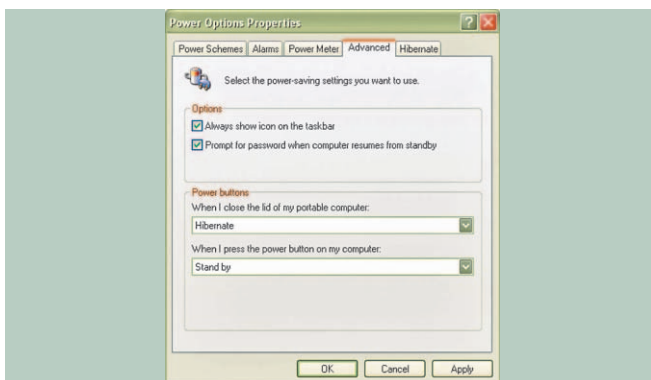 Power Options Properties
Power Schemes Alarms Power Meter Advanced Hibernate
Select the power-saving settings you want to use.
Options
Always show icon on the taskbar
Prompt for password when computer resumes from standby
Power buttons
When I close the lid of my portable computer:
Hibernate
When I press the power button on my computer:
Stand by
OK Cancel Apply